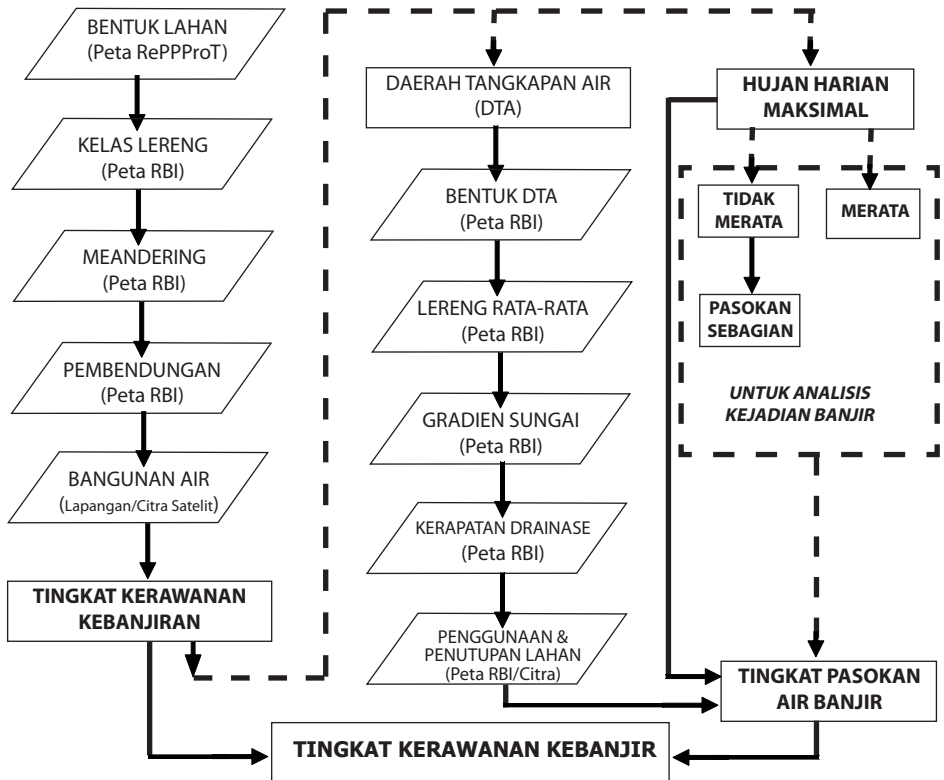 BENTUK LAHAN
(Peta RePPProT)
KELAS LERENG
(Peta RBI)
MEANDERING
(Peta RBI)
PEMBENDUNGAN
(Peta RBI)
BANGUNAN AIR
(Lapangan/Citra Satelit)
TINGKAT KERAWANAN
KEBANJIRAN
DAERAH TANGKAPAN AIR
(DTA)
BENTUK DTA
(Peta RBI)
LERENG RATA-RATA
(Peta RBI)
GRADIEN SUNGAI
(Peta RBI)
KERAPATAN DRAINASE
(Peta RBI)
PENGGUNAAN &
PENUTUPAN LAHAN
(Peta RBI/Citra)
HUJAN HARIAN
MAKSIMAL
TIDAK
MERATA
MERATA
PASOKAN
SEBAGIAN
UNTUK ANALISIS
KEJADIAN BANJIR
TINGKAT PASOKAN
AIR BANJIR
TINGKAT KERAWANAN KEBANJIR